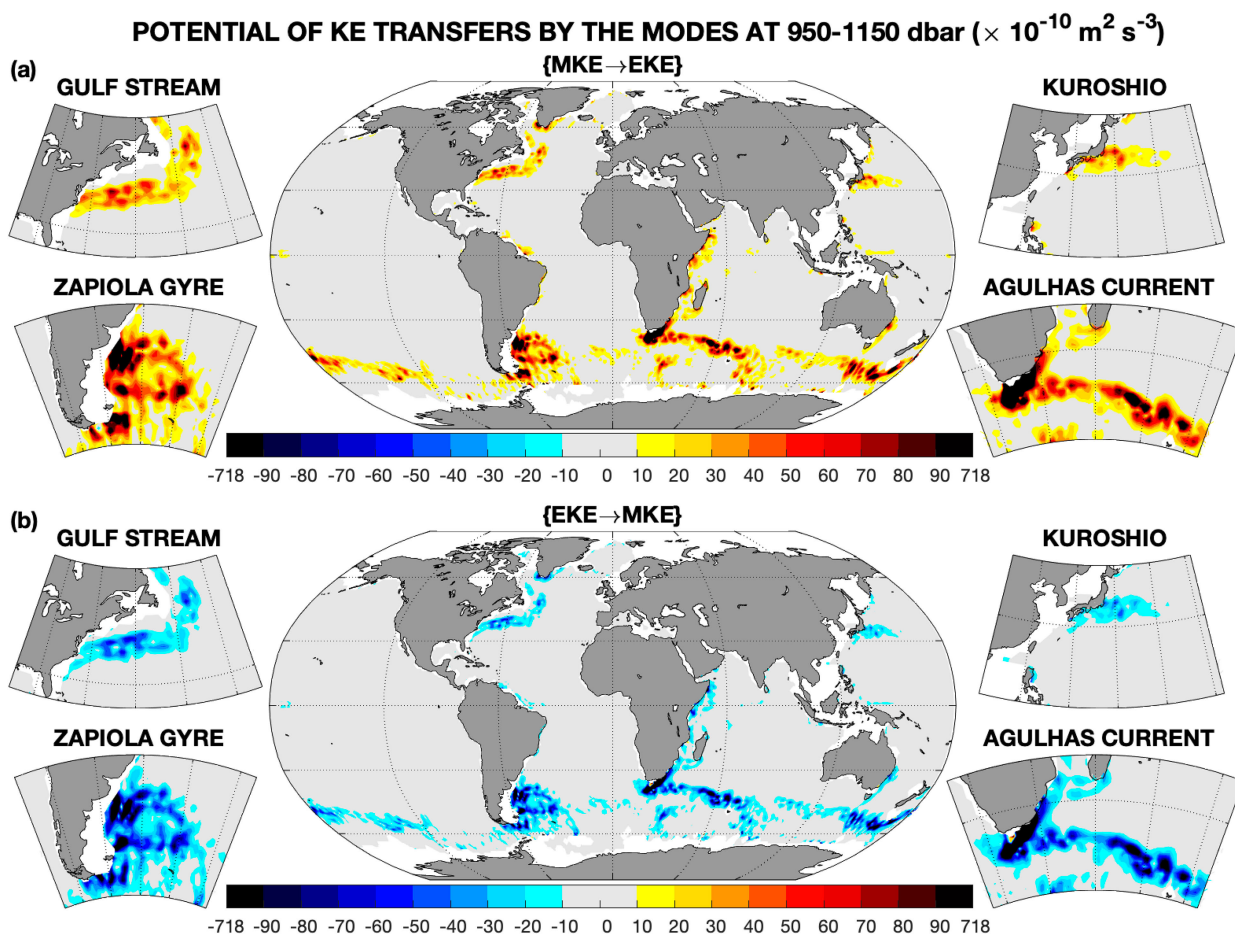 POTENTIAL OF KE TRANSFERS BY THE MODES AT 950-1150 dbar (× 10⁻¹⁰ m² s⁻³)
(a)
{MKE→EKE}
GULF STREAM
KUROSHIO
ZAPIOLA GYRE
AGULHAS CURRENT
-718 -90 -80 -70 -60 -50 -40 -30 -20 -10 0 10 20 30 40 50 60 70 80 90 718
(b)
{EKE→MKE}
GULF STREAM
KUROSHIO
ZAPIOLA GYRE
AGULHAS CURRENT
-718 -90 -80 -70 -60 -50 -40 -30 -20 -10 0 10 20 30 40 50 60 70 80 90 718